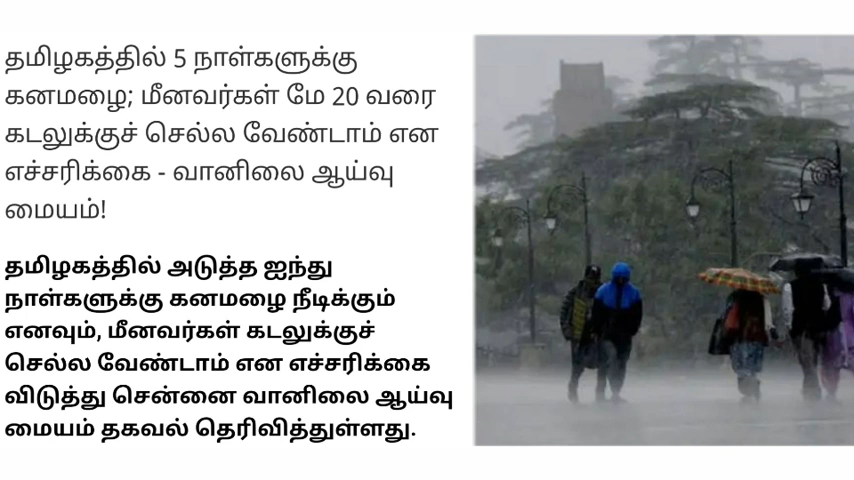 தமிழகத்தில் 5 நாள்களுக்கு
கனமழை; மீனவர்கள் மே 20 வரை
கடலுக்குச் செல்ல வேண்டாம் என
எச்சரிக்கை - வானிலை ஆய்வு
மையம்!
தமிழகத்தில் அடுத்த ஐந்து
நாள்களுக்கு கனமழை நீடிக்கும்
எனவும், மீனவர்கள் கடலுக்குச்
செல்ல வேண்டாம் என எச்சரிக்கை
விடுத்து சென்னை வானிலை ஆய்வு
மையம் தகவல் தெரிவித்துள்ளது.